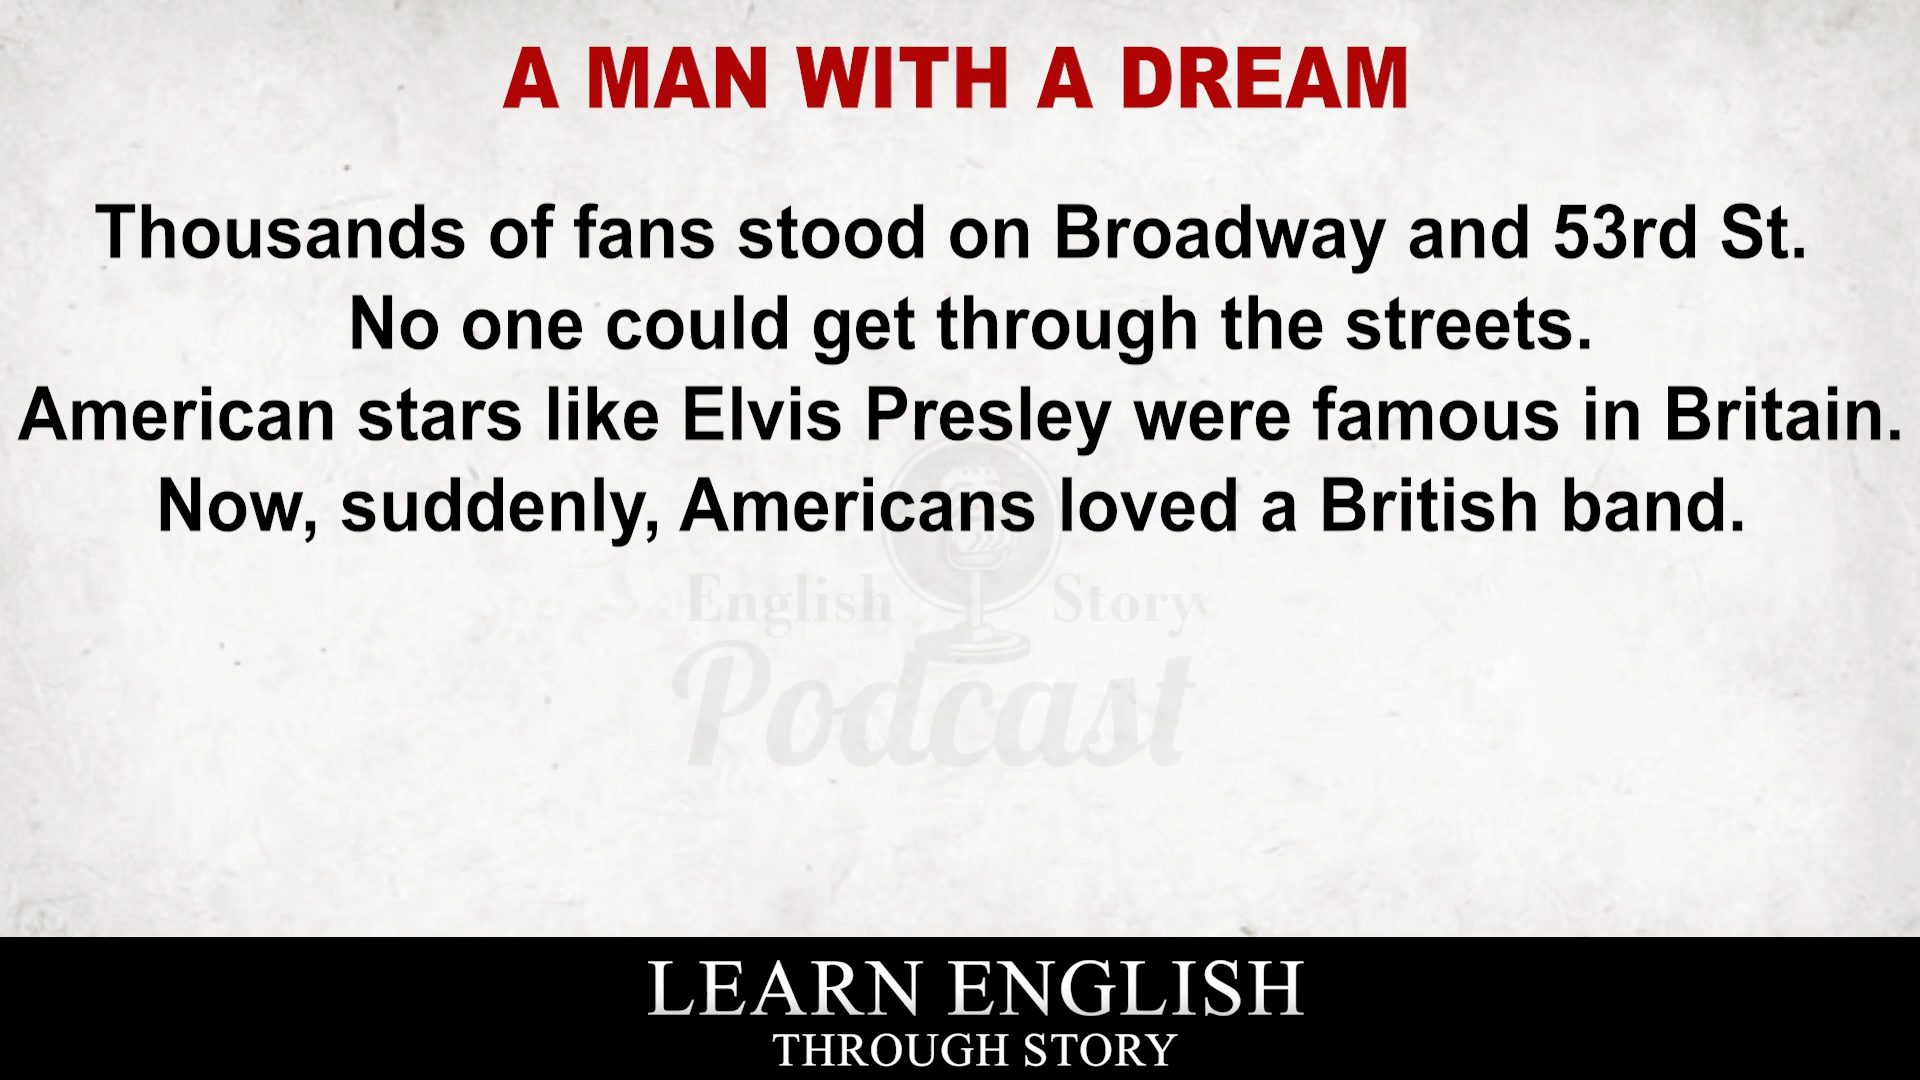 A MAN WITH A DREAM
Thousands of fans stood on Broadway and 53rd St.
No one could get through the streets.
American stars like Elvis Presley were famous in Britain.
Now, suddenly, Americans loved a British band.
English Story
Podcast
LEARN ENGLISH
THROUGH STORY